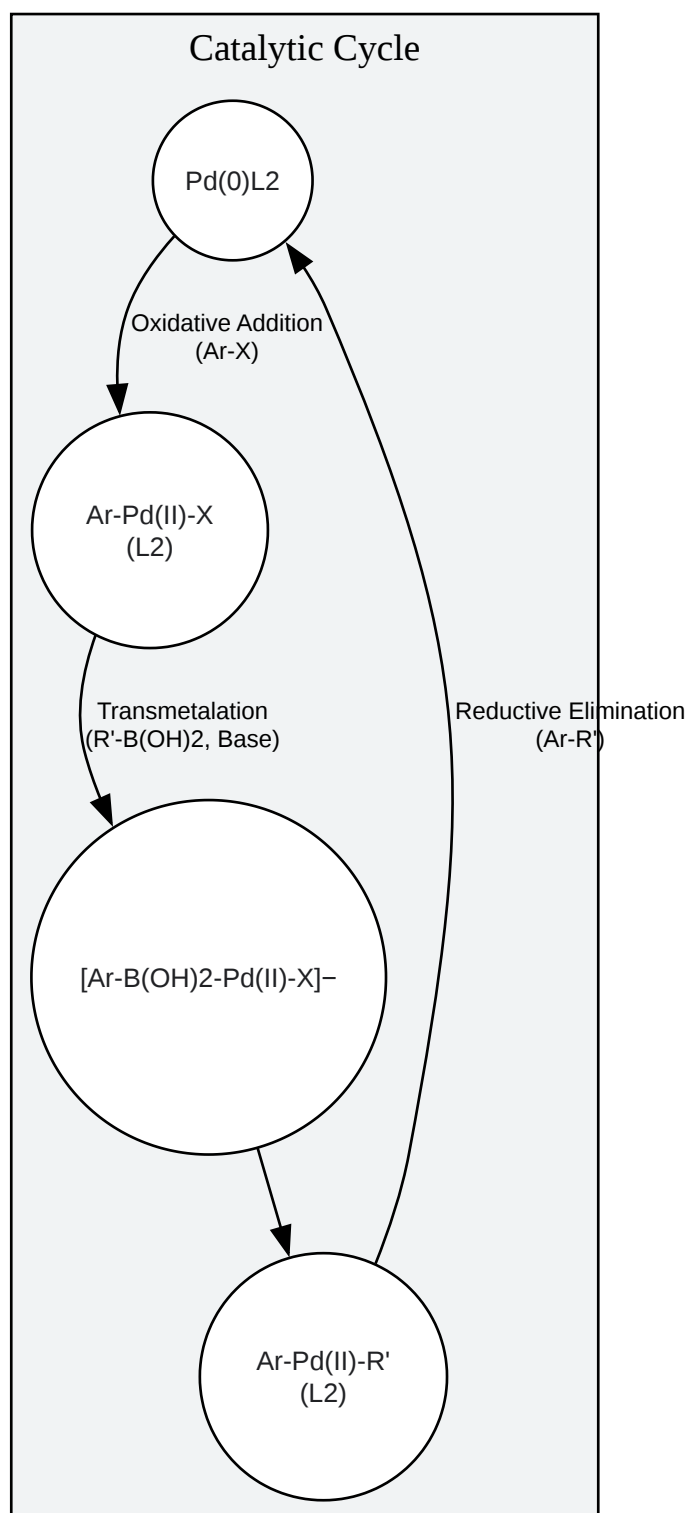 Catalytic Cycle
Pd(0)L2
Oxidative Addition
(Ar-X)
Ar-Pd(II)-X
(L2)
Transmetalation
(R'-B(OH)2, Base)
Reductive Elimination
(Ar-R')
[Ar-B(OH)2-Pd(II)-X]−
Ar-Pd(II)-R'
(L2)